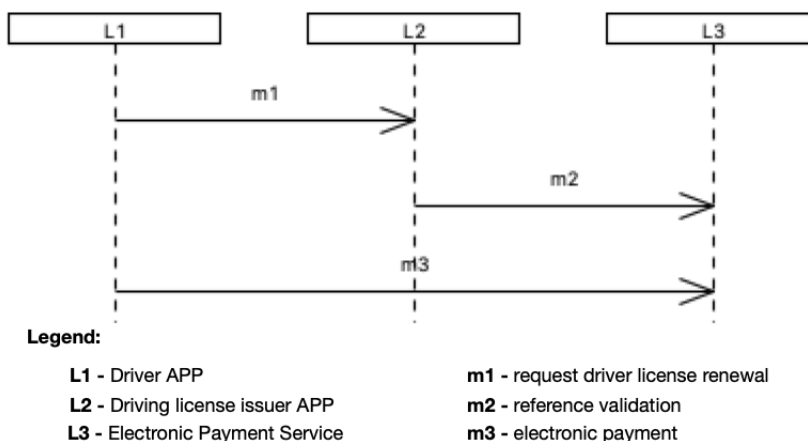 L1 L2 L3
m1
m2
m3
Legend:
L1 - Driver APP
m1 - request driver license renewal
L2 - Driving license issuer APP
m2 - reference validation
L3 - Electronic Payment Service
m3 - electronic payment